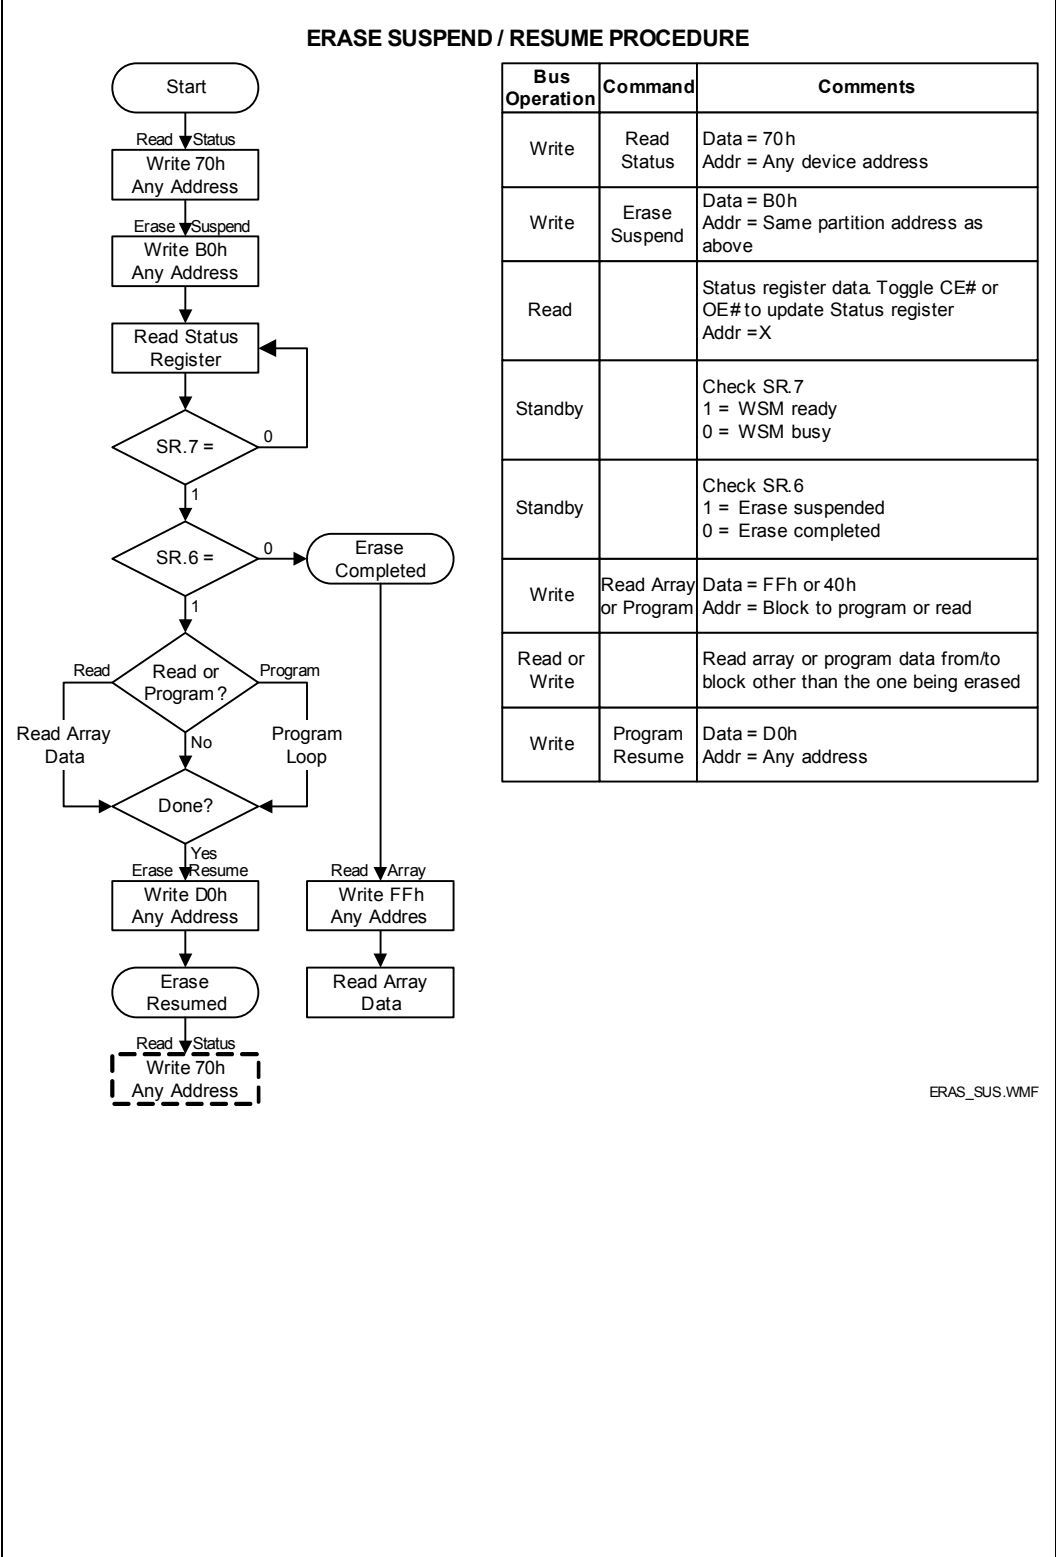 ERASE SUSPEND / RESUME PROCEDURE
Start
Read Status
Write 70h
Any Address
Erase Suspend
Write B0h
Any Address
Read Status
Register
SR.7 =
0
1
SR.6 =
0
Erase
Completed
1
Read
Read or
Program?
Program
Read Array
Data
No
Program
Loop
Done?
Yes
Erase Resume
Write D0h
Any Address
Read Array
Write FFh
Any Addres
Erase
Resumed
Read Array
Data
Read Status
Write 70h
Any Address
Bus
Operation
Command
Comments
Write
Read
Status
Data = 70h
Addr = Any device address
Write
Erase
Suspend
Data = B0h
Addr = Same partition address as
above
Read
Status register data. Toggle CE# or
OE# to update Status register
Addr = X
Standby
Check SR.7
1 = WSM ready
0 = WSM busy
Standby
Check SR.6
1 = Erase suspended
0 = Erase completed
Write
Read Array
or Program
Data = FFh or 40h
Addr = Block to program or read
Read or
Write
Read array or program data from/to
block other than the one being erased
Write
Program
Resume
Data = D0h
Addr = Any address
ERAS_SUS.WMF